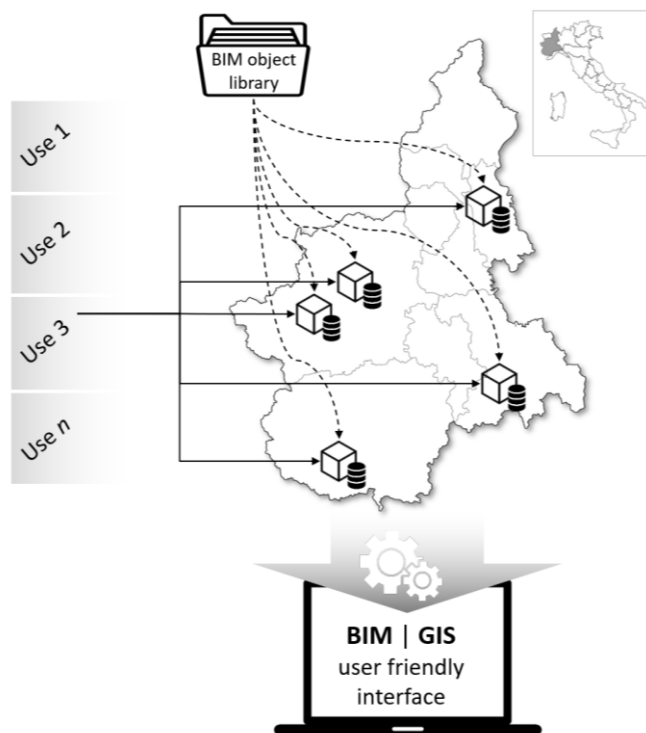 BIM object
library
Use 1
Use 2
Use 3
Use n
BIM | GIS
user friendly
interface